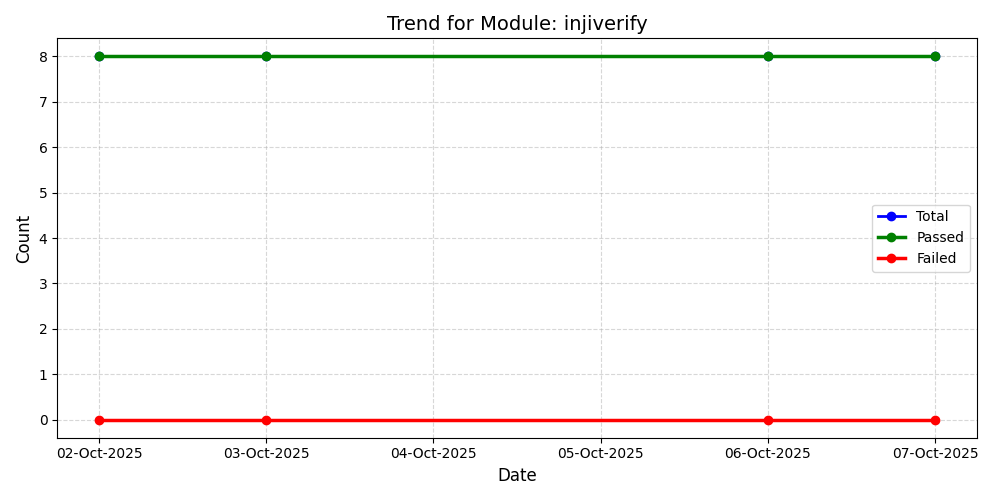 Trend for Module: injiverify
Count
8
7
6
5
4
3
2
1
0
Total
Passed
Failed
02-Oct-2025
03-Oct-2025
04-Oct-2025
05-Oct-2025
06-Oct-2025
07-Oct-2025
Date